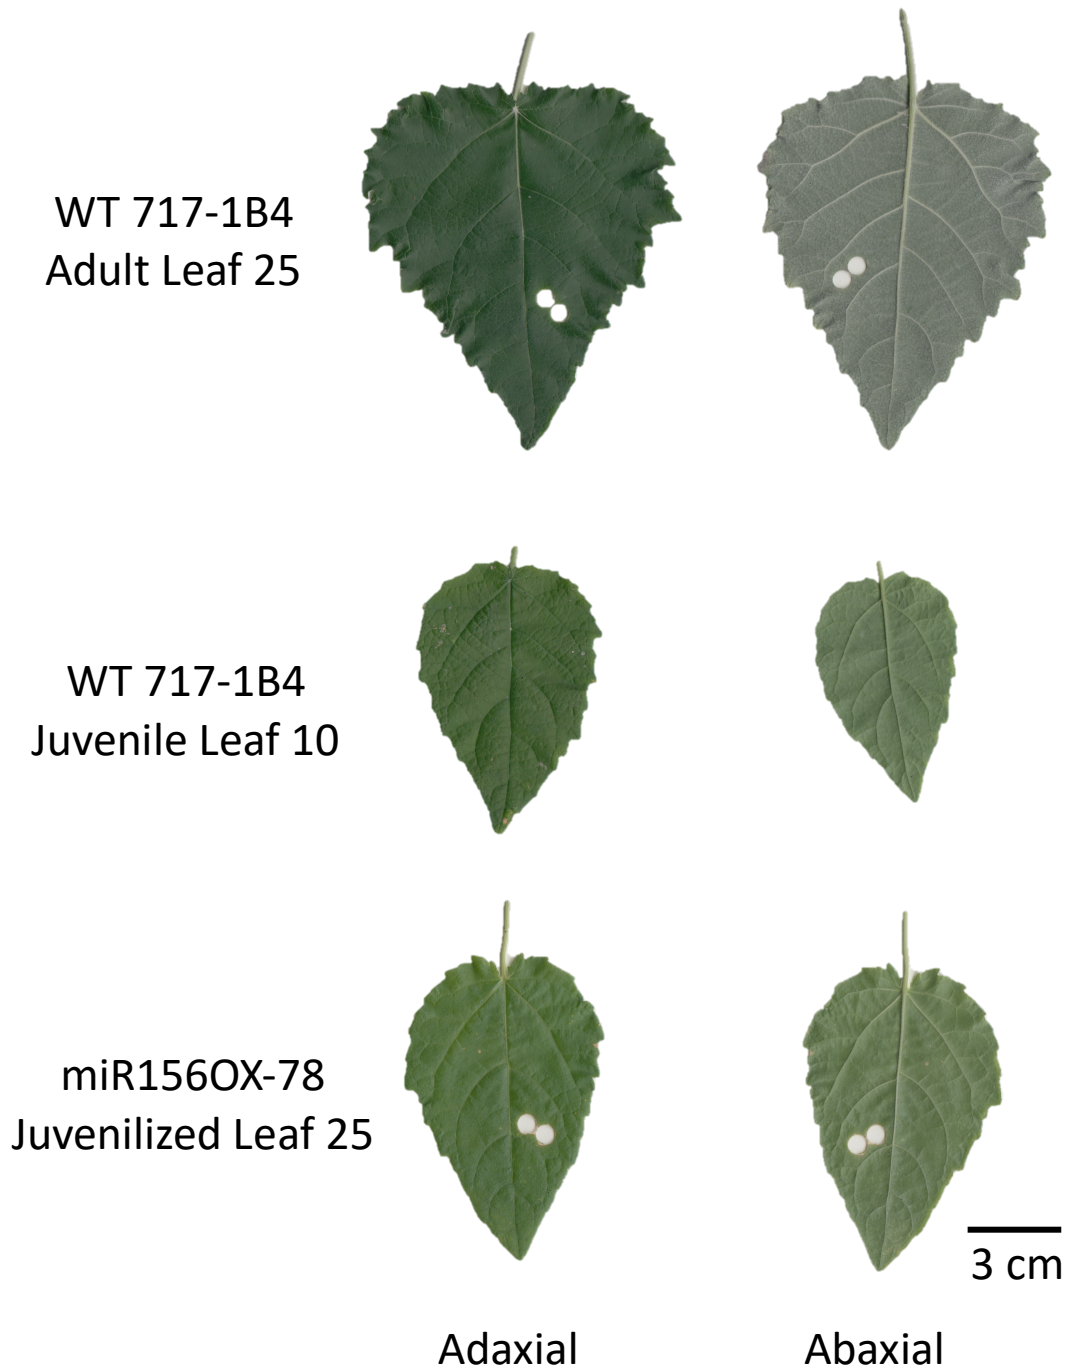 WT 717-1B4
Adult Leaf 25
WT 717-1B4
Juvenile Leaf 10
miR156OX-78
Juvenilized Leaf 25
3 cm
Adaxial
Abaxial